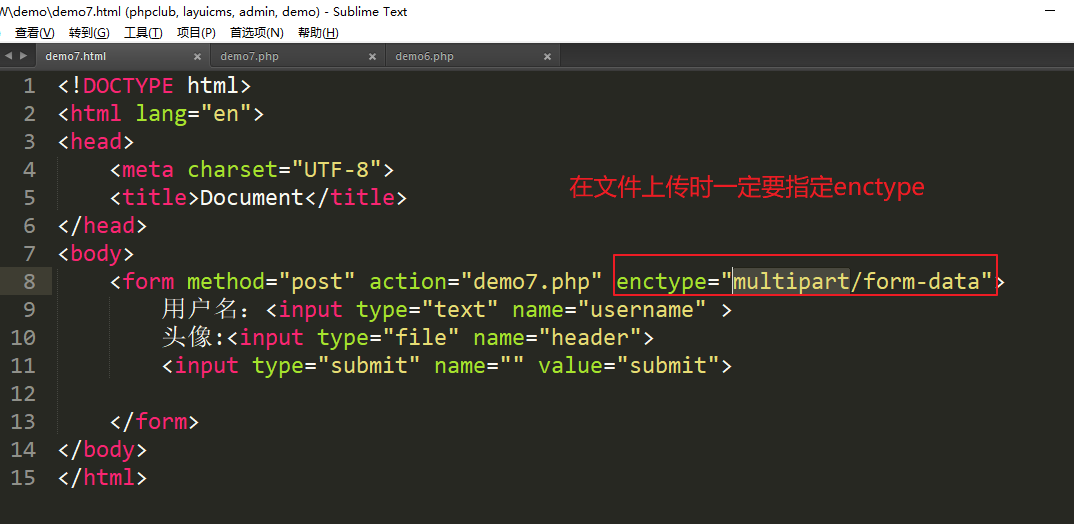 W\demo\demo7.html (phpclub, layuicms, admin, demo) - Sublime Text
查看(V) 转到(G) 工具(T) 项目(P) 首选项(N) 帮助(H)
demo7.html × demo7.php × demo6.php ×
1 <!DOCTYPE html>
2 <html lang="en">
3 <head>
4 <meta charset="UTF-8">
在文件上传时一定要指定enctype
5 <title>Document</title>
6 </head>
7 <body>
8 <form method="post" action="demo7.php" enctype="multipart/form-data">
9 用户名：<input type="text" name="username" >
10 头像:<input type="file" name="header">
11 <input type="submit" name="" value="submit">
12
13 </form>
14 </body>
15 </html>